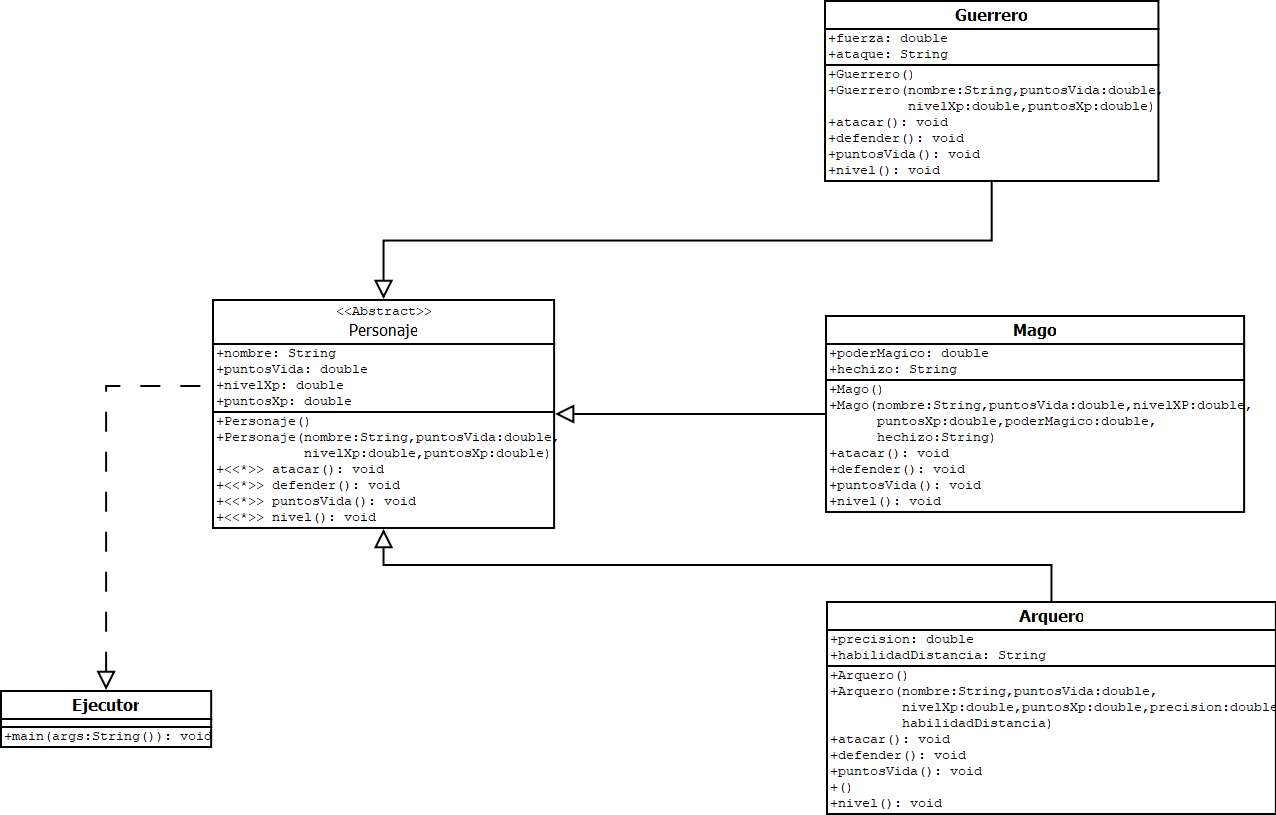 Guerrero
+fuerza: double
+ataque: String
+Guerrero()
+Guerrero(nombre:String,puntosVida:double,
nivelXp:double,puntosXp:double)
+atacar(): void
+defender(): void
+puntosVida(): void
+nivel(): void
<<Abstract>>
Personaje
+nombre: String
+puntosVida: double
+nivelXp: double
+puntosXp: double
+Personaje()
+Personaje(nombre:String,puntosVida:double,
nivelXp:double,puntosXp:double)
+<<*>> atacar(): void
+<<*>> defender(): void
+<<*>> puntosVida(): void
+<<*>> nivel(): void
Mago
+poderMagico: double
+hechizo: String
+Mago()
+Mago(nombre:String,puntosVida:double,nivelXP:double,
puntosXp:double,poderMagico:double,
hechizo:String)
+atacar(): void
+defender(): void
+puntosVida(): void
+nivel(): void
Arquero
+precision: double
+habilidadDistancia: String
+Arquero()
+Arquero(nombre:String,puntosVida:double,
nivelXp:double,puntosXp:double,precision:double
habilidadDistancia)
+atacar(): void
+defender(): void
+puntosVida(): void
+()
+nivel(): void
Ejecutor
+main(args:String()): void